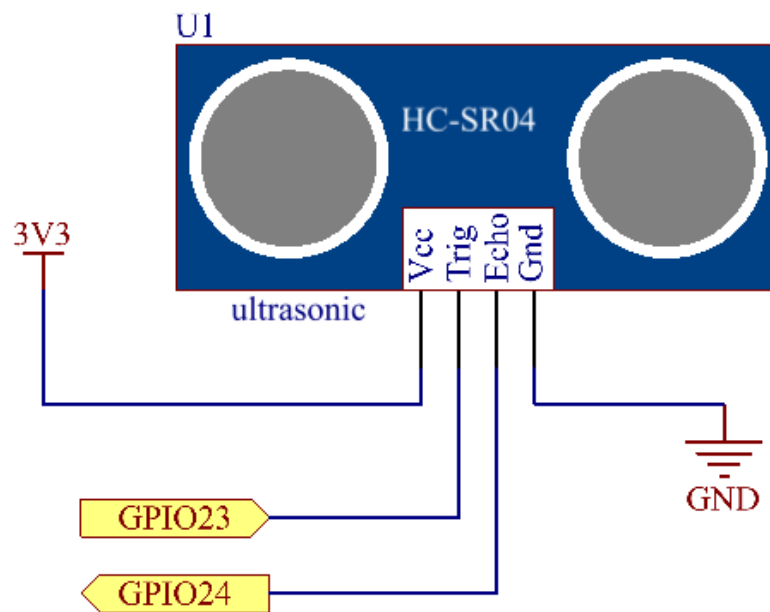 U1
HC-SR04
3V3
Vcc
Trig
Echo
Gnd
ultrasonic
GND
GPIO23
GPIO24